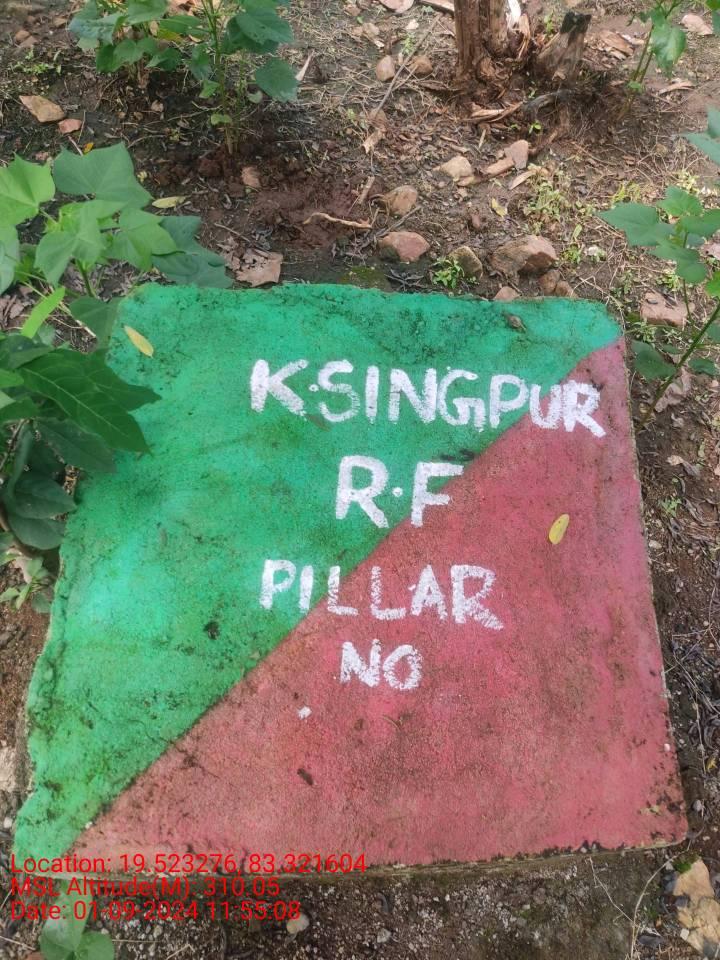 K·SINGPUR
R·F
PILLAR
NO
Location: 19.523276, 83.321604
MSL Altitude(M): 310.05
Date: 01-09-2024 11:55:08